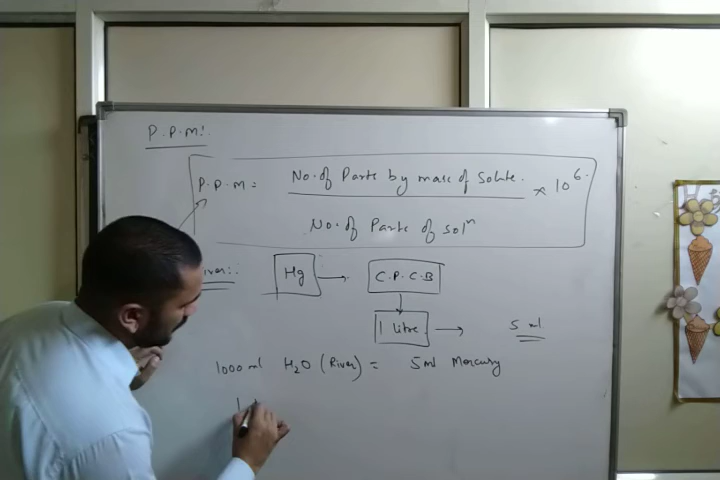 P.P.M:
P.P.M = No. of Parts by mass of Solute. × 10⁶.
No. of Parts of solⁿ
Hg → C.P.C.B
1 Litre → 5 ml
1000 ml H₂O (River) = 5ml Mercury
1